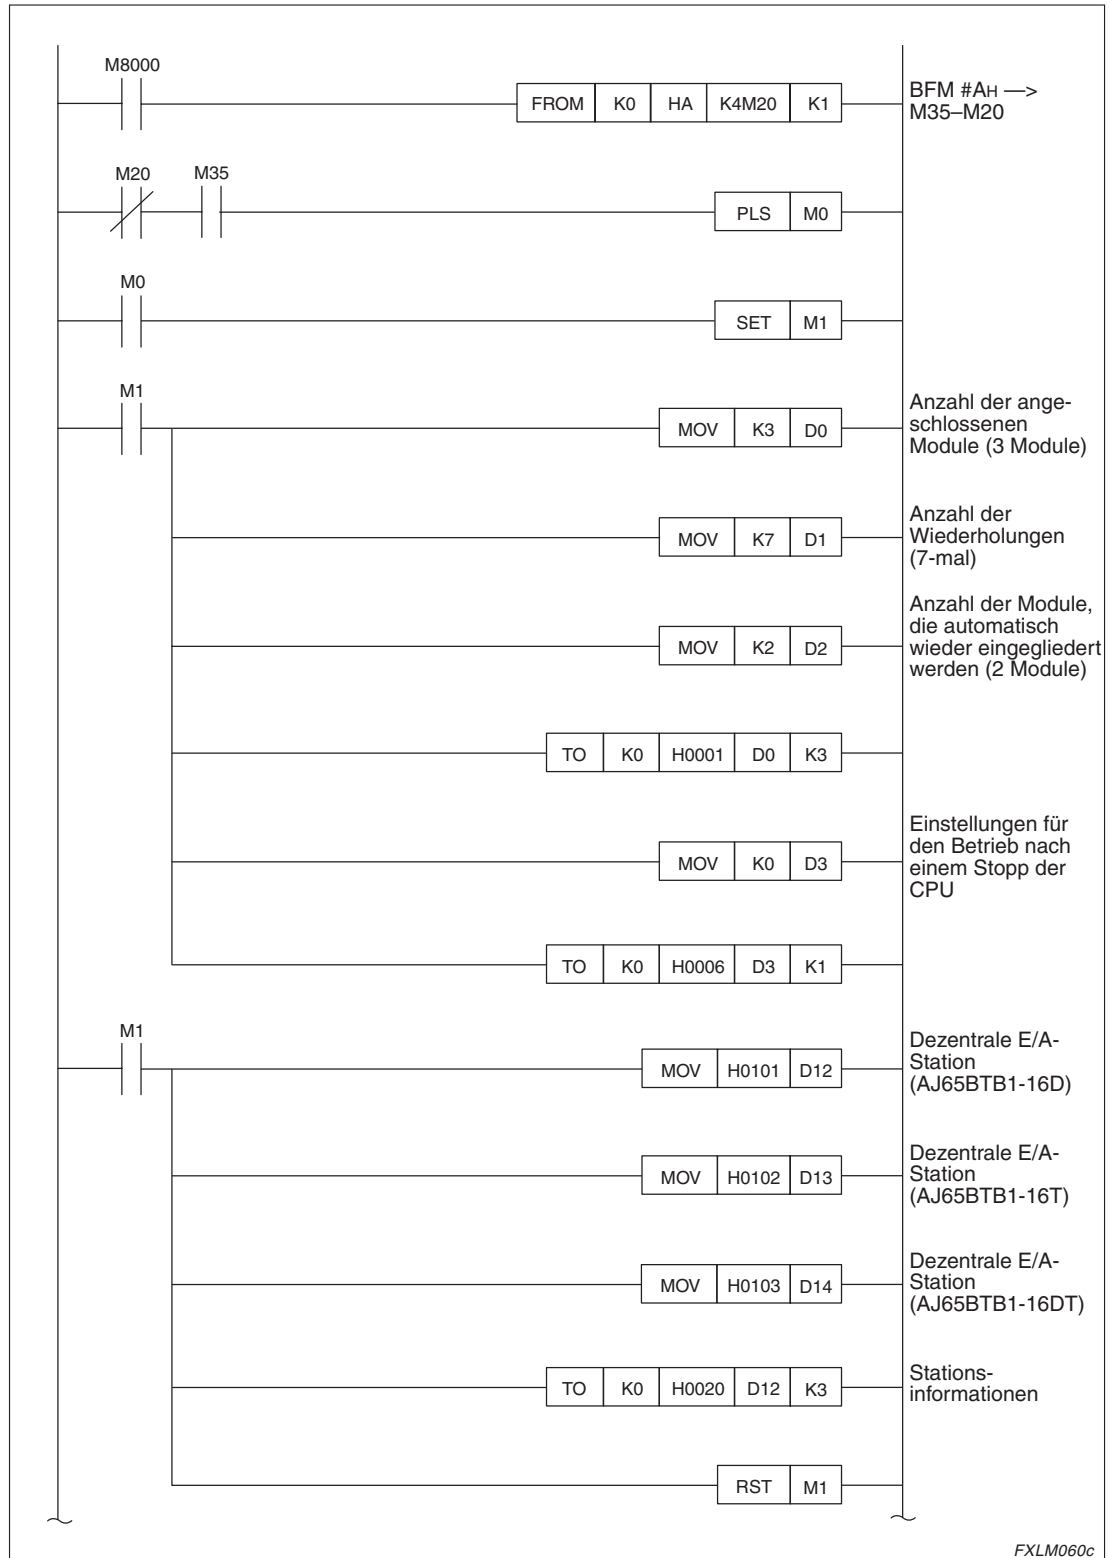 M8000
FROM K0 HA K4M20 K1
BFM #AH —>
M35–M20
M20 M35
PLS M0
M0
SET M1
M1
MOV K3 D0
Anzahl der ange-
schlossenen
Module (3 Module)
MOV K7 D1
Anzahl der
Wiederholungen
(7-mal)
MOV K2 D2
Anzahl der Module,
die automatisch
wieder eingegliedert
werden (2 Module)
TO K0 H0001 D0 K3
MOV K0 D3
Einstellungen für
den Betrieb nach
einem Stopp der
CPU
TO K0 H0006 D3 K1
M1
MOV H0101 D12
Dezentrale E/A-
Station
(AJ65BTB1-16D)
MOV H0102 D13
Dezentrale E/A-
Station
(AJ65BTB1-16T)
MOV H0103 D14
Dezentrale E/A-
Station
(AJ65BTB1-16DT)
TO K0 H0020 D12 K3
Stations-
informationen
RST M1
FXLM060c